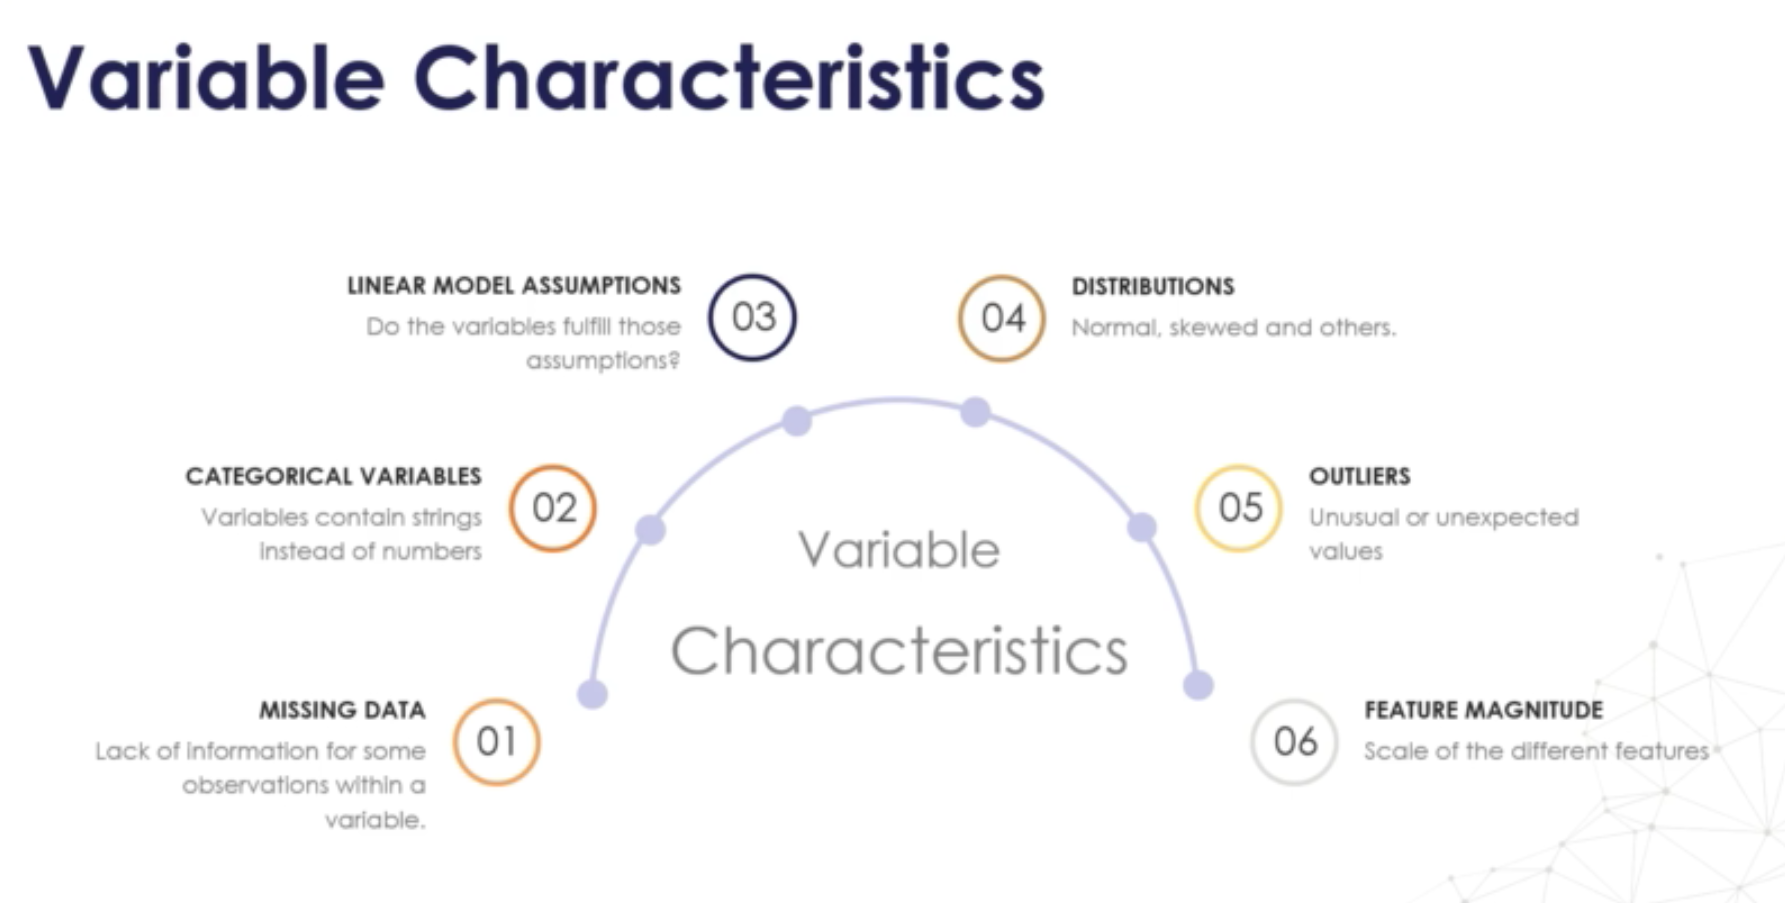 Variable Characteristics
LINEAR MODEL ASSUMPTIONS
Do the variables fulfill those
assumptions?
03
04
DISTRIBUTIONS
Normal, skewed and others.
CATEGORICAL VARIABLES
Variables contain strings
instead of numbers
02
05
OUTLIERS
Unusual or unexpected
values
Variable
Characteristics
MISSING DATA
Lack of information for some
observations within a
variable.
01
06
FEATURE MAGNITUDE
Scale of the different features